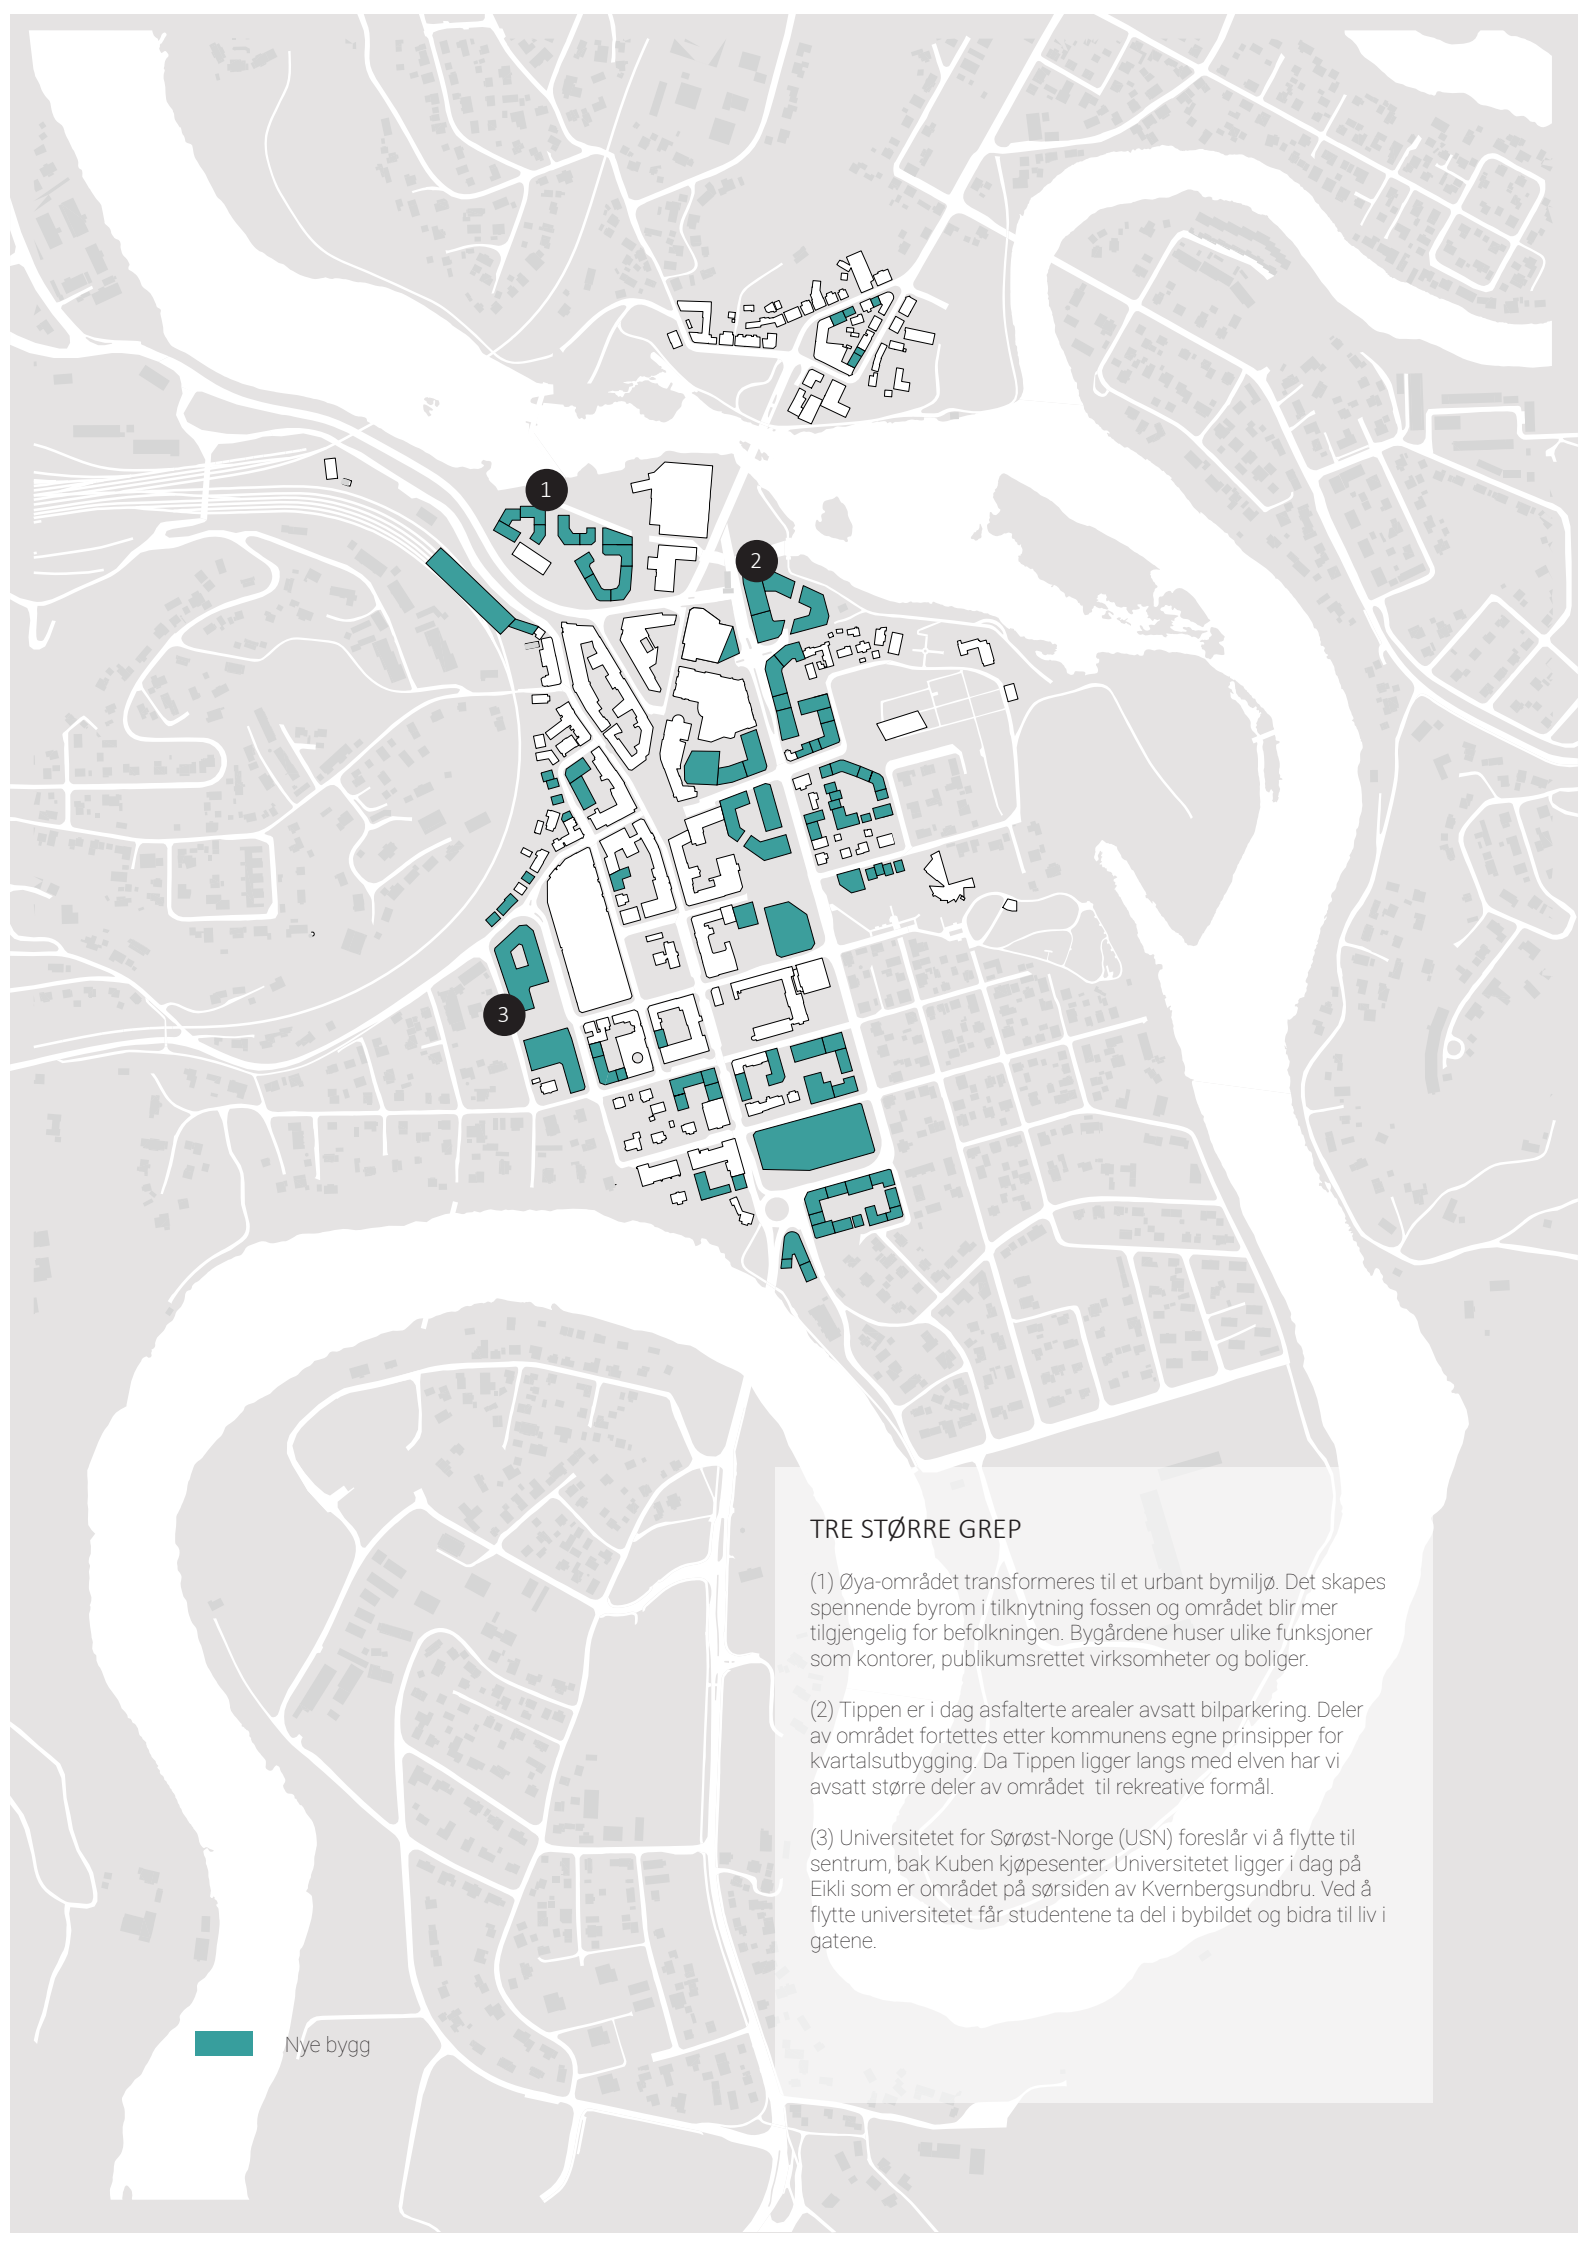 1
2
3
TRE STØRRE GREP
(1) Øya-området transformeres til et urbant bymiljø. Det skapes
spennende byrom i tilknytning fossen og området blir mer
tilgjengelig for befolkningen. Bygårdene huser ulike funksjoner
som kontorer, publikumsrettet virksomheter og boliger.
(2) Tippen er i dag asfalterte arealer avsatt bilparkering. Deler
av området fortettes etter kommunens egne prinsipper for
kvartalsutbygging. Da Tippen ligger langs med elven har vi
avsatt større deler av området  til rekreative formål.
(3) Universitetet for Sørøst-Norge (USN) foreslår vi å flytte til
sentrum, bak Kuben kjøpesenter. Universitetet ligger i dag på
Eikli som er området på sørsiden av Kvernbergsundbru. Ved å
flytte universitetet får studentene ta del i bybildet og bidra til liv i
gatene.
Nye bygg